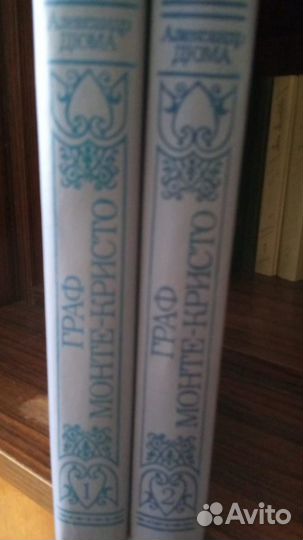 Александр
ДЮМА
ГРАФ
МОНТЕ-КРИСТО
1
Александр
ДЮМА
ГРАФ
МОНТЕ-КРИСТО
2
Avito